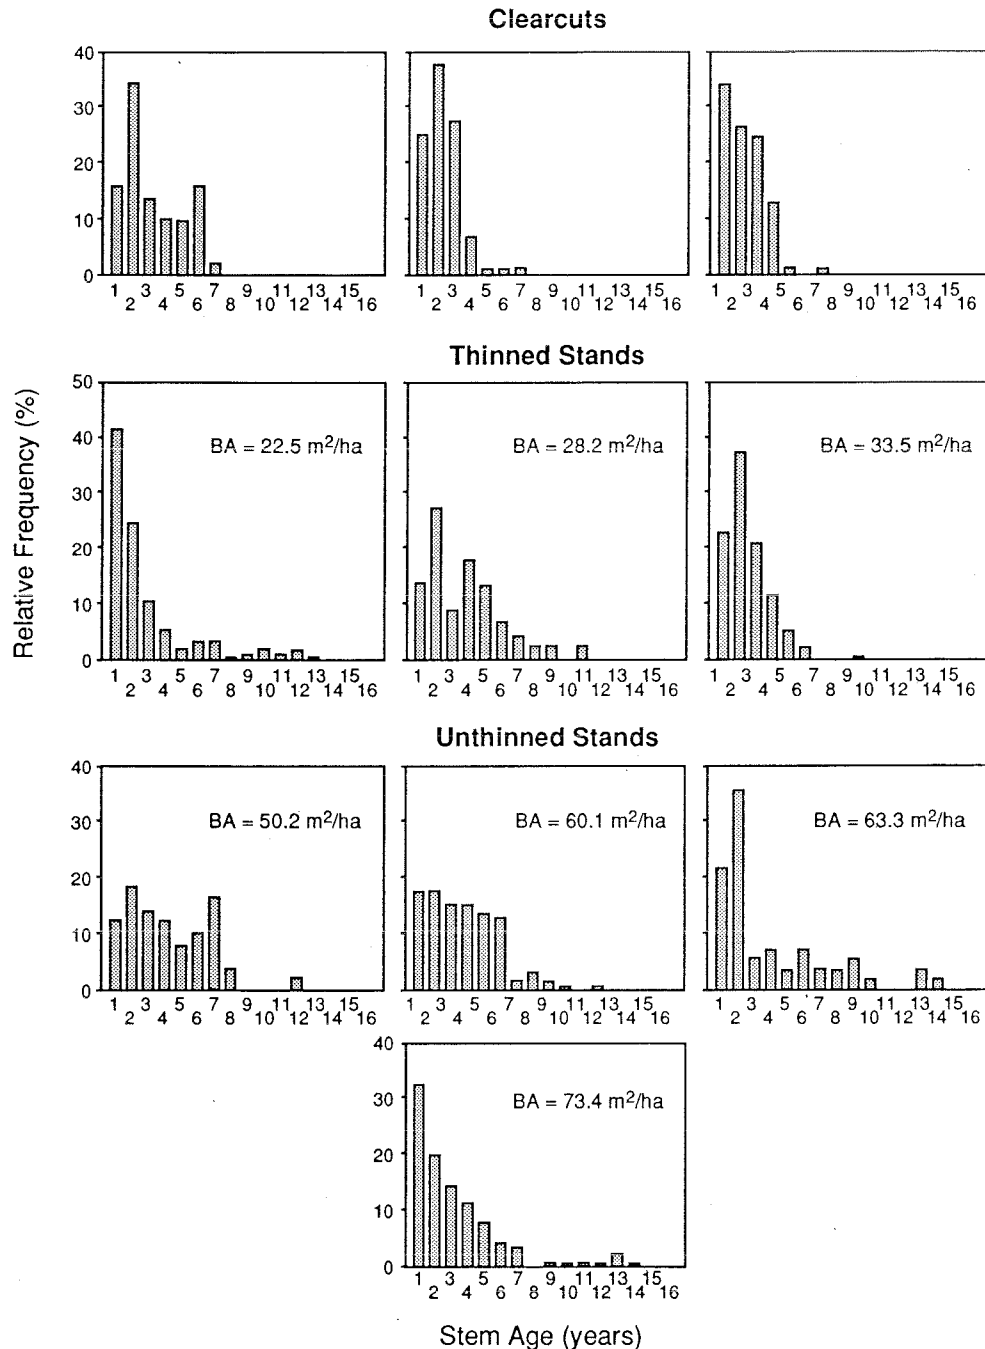 Clearcuts
40
30
20
10
0
1 2 3 4 5 6 7 8 9 10 11 12 13 14 15 16
1 2 3 4 5 6 7 8 9 10 11 12 13 14 15 16
1 2 3 4 5 6 7 8 9 10 11 12 13 14 15 16
Thinned Stands
Relative Frequency (%)
50
40
30
20
10
0
BA = 22.5 m²/ha
BA = 28.2 m²/ha
BA = 33.5 m²/ha
1 2 3 4 5 6 7 8 9 10 11 12 13 14 15 16
1 2 3 4 5 6 7 8 9 10 11 12 13 14 15 16
1 2 3 4 5 6 7 8 9 10 11 12 13 14 15 16
Unthinned Stands
40
30
20
10
0
BA = 50.2 m²/ha
BA = 60.1 m²/ha
BA = 63.3 m²/ha
1 2 3 4 5 6 7 8 9 10 11 12 13 14 15 16
1 2 3 4 5 6 7 8 9 10 11 12 13 14 15 16
1 2 3 4 5 6 7 8 9 10 11 12 13 14 15 16
40
30
20
10
0
BA = 73.4 m²/ha
1 2 3 4 5 6 7 8 9 10 11 12 13 14 15 16
Stem Age (years)